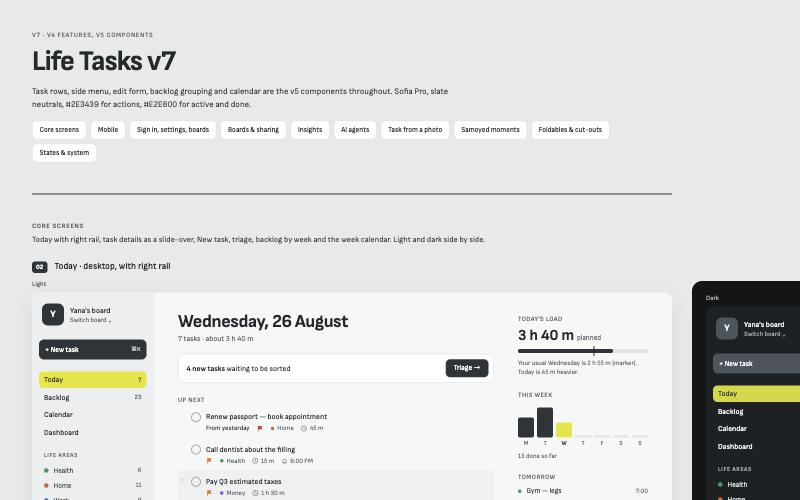 V7 · V4 FEATURES, V5 COMPONENTS
Life Tasks v7
Task rows, side menu, edit form, backlog grouping and calendar are the v5 components throughout. Sofia Pro, slate
neutrals, #2E3439 for actions, #E2E800 for active and done.
Core screens
Mobile
Sign in, settings, boards
Boards & sharing
Insights
AI agents
Task from a photo
Samoyed moments
Foldables & cut-outs
States & system
CORE SCREENS
Today with right rail, task details as a slide-over, New task, triage, backlog by week and the week calendar. Light and dark side by side.
02 Today · desktop, with right rail
Light
Y
Yana's board
Switch board ⌄
+ New task ⌘K
Today 7
Backlog 23
Calendar
Dashboard
LIFE AREAS
Health 6
Home 11
Wednesday, 26 August
7 tasks · about 3 h 40 m
4 new tasks waiting to be sorted
Triage →
UP NEXT
Renew passport — book appointment
From yesterday Home 45 m
Call dentist about the filling
Health 15 m 6:00 PM
Pay Q3 estimated taxes
Money 1 h 30 m
TODAY'S LOAD
3 h 40 m planned
Your usual Wednesday is 2 h 55 m (marker).
Today is 45 m heavier.
THIS WEEK
M T W T F S S
13 done so far
TOMORROW
Gym — legs 7:00
Dark
Y
Yana's board
Switch board ⌄
+ New task
Today
Backlog
Calendar
Dashboard
LIFE AREAS
Health